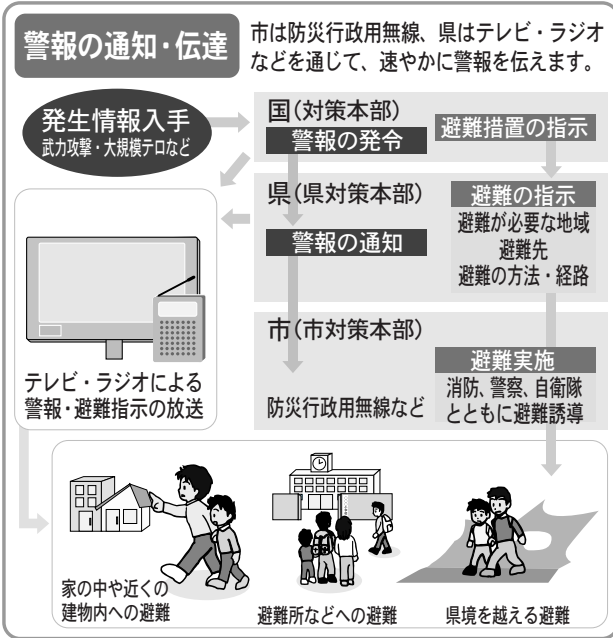 警報の通知・伝達
市は防災行政用無線、県はテレビ・ラジオ
などを通じて、速やかに警報を伝えます。
発生情報入手
武力攻撃・大規模テロなど
国(対策本部)
警報の発令
避難措置の指示
県(県対策本部)
警報の通知
避難の指示
避難が必要な地域
避難先
避難の方法・経路
市(市対策本部)
防災行政用無線など
避難実施
消防、警察、自衛隊
とともに避難誘導
テレビ・ラジオによる
警報・避難指示の放送
家の中や近くの
建物内への避難
避難所などへの避難
県境を越える避難